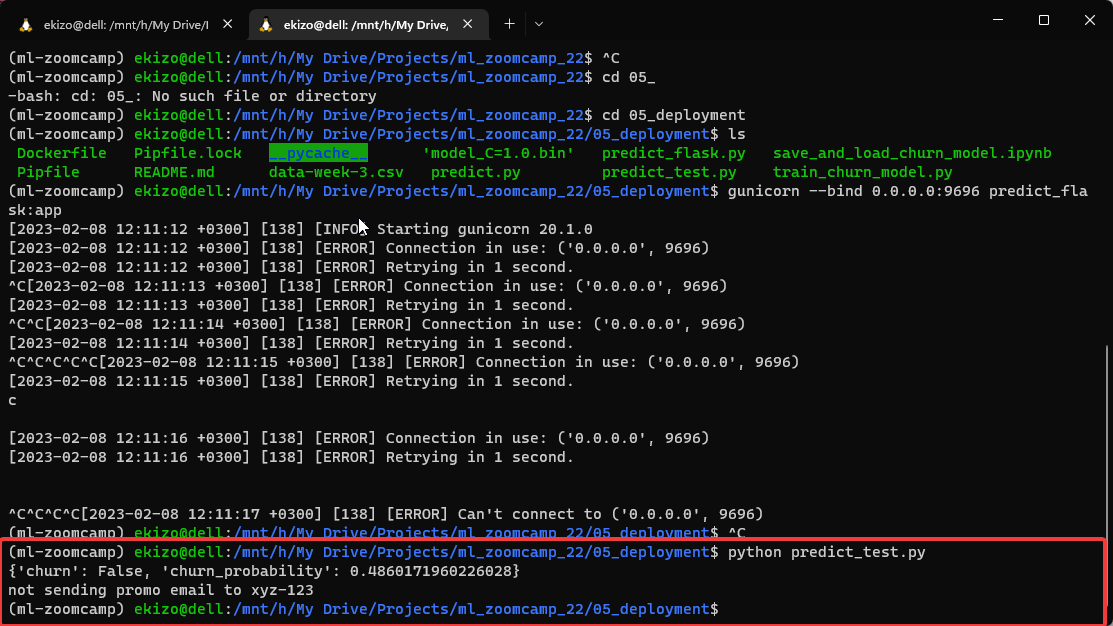 ekizo@dell: /mnt/h/My Drive/I
ekizo@dell: /mnt/h/My Drive,
(ml-zoomcamp) ekizo@dell:/mnt/h/My Drive/Projects/ml_zoomcamp_22$ ^C
(ml-zoomcamp) ekizo@dell:/mnt/h/My Drive/Projects/ml_zoomcamp_22$ cd 05_
-bash: cd: 05_: No such file or directory
(ml-zoomcamp) ekizo@dell:/mnt/h/My Drive/Projects/ml_zoomcamp_22$ cd 05_deployment
(ml-zoomcamp) ekizo@dell:/mnt/h/My Drive/Projects/ml_zoomcamp_22/05_deployment$ ls
Dockerfile Pipfile.lock __pycache__ 'model_C=1.0.bin' predict_flask.py save_and_load_churn_model.ipynb
Pipfile README.md data-week-3.csv predict.py predict_test.py train_churn_model.py
(ml-zoomcamp) ekizo@dell:/mnt/h/My Drive/Projects/ml_zoomcamp_22/05_deployment$ gunicorn --bind 0.0.0.0:9696 predict_fla
sk:app
[2023-02-08 12:11:12 +0300] [138] [INFO] Starting gunicorn 20.1.0
[2023-02-08 12:11:12 +0300] [138] [ERROR] Connection in use: ('0.0.0.0', 9696)
[2023-02-08 12:11:12 +0300] [138] [ERROR] Retrying in 1 second.
^C[2023-02-08 12:11:13 +0300] [138] [ERROR] Connection in use: ('0.0.0.0', 9696)
[2023-02-08 12:11:13 +0300] [138] [ERROR] Retrying in 1 second.
^C^C[2023-02-08 12:11:14 +0300] [138] [ERROR] Connection in use: ('0.0.0.0', 9696)
[2023-02-08 12:11:14 +0300] [138] [ERROR] Retrying in 1 second.
^C^C^C^C^C[2023-02-08 12:11:15 +0300] [138] [ERROR] Connection in use: ('0.0.0.0', 9696)
[2023-02-08 12:11:15 +0300] [138] [ERROR] Retrying in 1 second.
c
[2023-02-08 12:11:16 +0300] [138] [ERROR] Connection in use: ('0.0.0.0', 9696)
[2023-02-08 12:11:16 +0300] [138] [ERROR] Retrying in 1 second.
^C^C^C^C[2023-02-08 12:11:17 +0300] [138] [ERROR] Can't connect to ('0.0.0.0', 9696)
(ml-zoomcamp) ekizo@dell:/mnt/h/My Drive/Projects/ml_zoomcamp_22/05_deployment$ ^C
(ml-zoomcamp) ekizo@dell:/mnt/h/My Drive/Projects/ml_zoomcamp_22/05_deployment$ python predict_test.py
{'churn': False, 'churn_probability': 0.4860171960226028}
not sending promo email to xyz-123
(ml-zoomcamp) ekizo@dell:/mnt/h/My Drive/Projects/ml_zoomcamp_22/05_deployment$